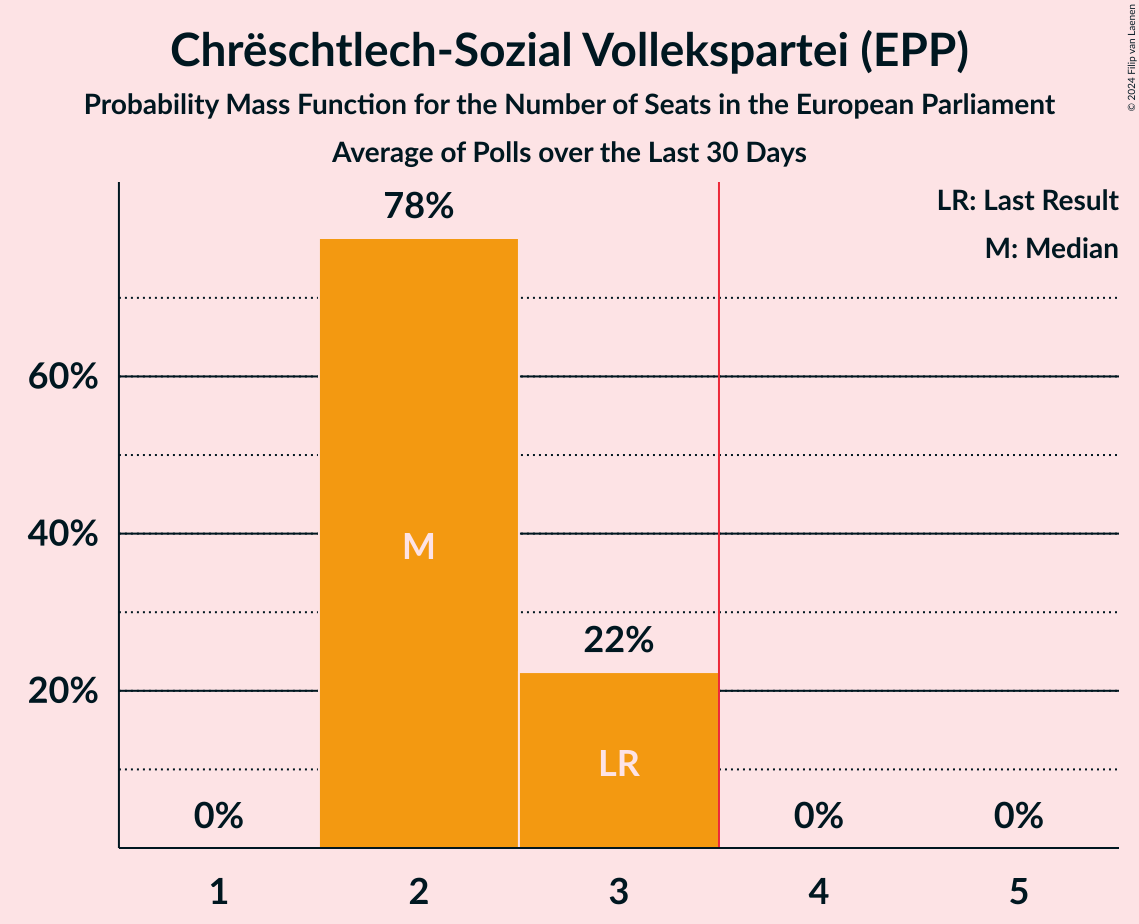 Chrëschtlech-Sozial Vollekspartei (EPP)
Probability Mass Function for the Number of Seats in the European Parliament
Average of Polls over the Last 30 Days
© 2024 Filip van Laenen
LR: Last Result
M: Median
78%
60%
40%
M
22%
20%
LR
0%
0%
0%
1
2
3
4
5